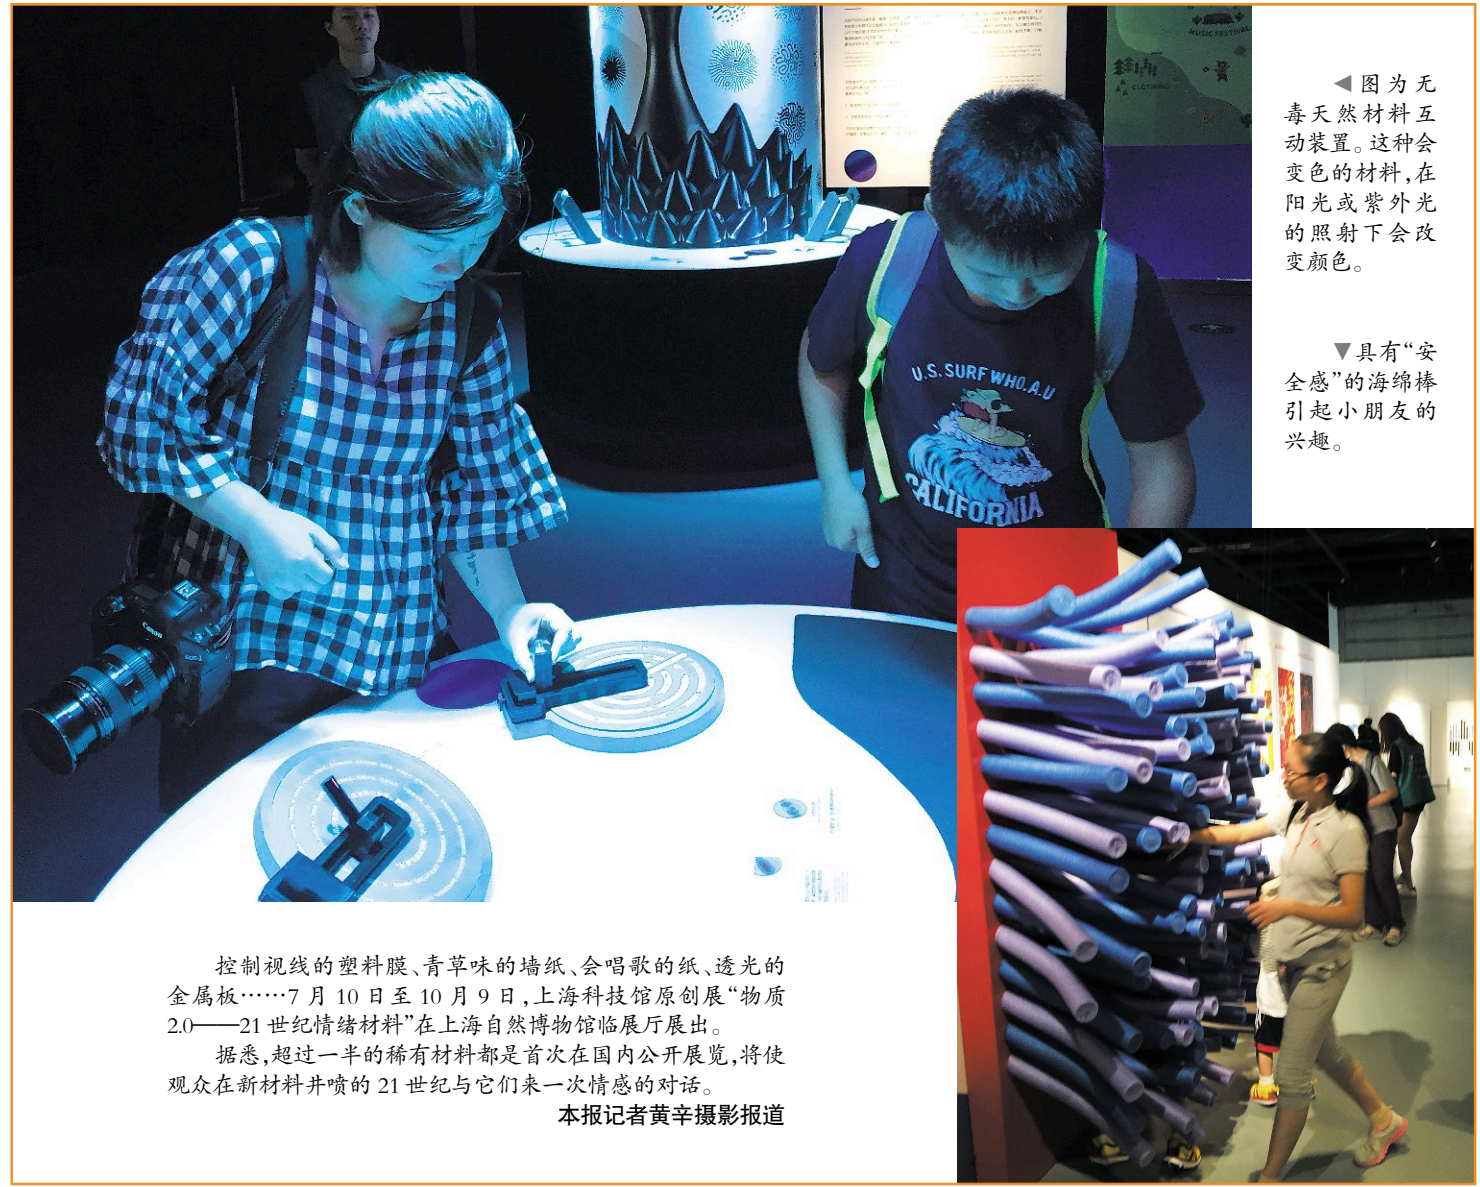 MUSIC FESTIVAL
CLOTHING
U.S. SURF WHO.A.U
CALIFORNIA
Canon
◀图为无
毒天然材料互
动装置。这种会
变色的材料,在
阳光或紫外光
的照射下会改
变颜色。
▼具有“安
全感”的海绵棒
引起小朋友的
兴趣。
控制视线的塑料膜、青草味的墙纸、会唱歌的纸、透光的
金属板……7 月 10 日至 10 月 9 日,上海科技馆原创展“物质
2.0——21 世纪情绪材料”在上海自然博物馆临展厅展出。
据悉,超过一半的稀有材料都是首次在国内公开展览,将使
观众在新材料井喷的 21 世纪与它们来一次情感的对话。
本报记者黄辛摄影报道